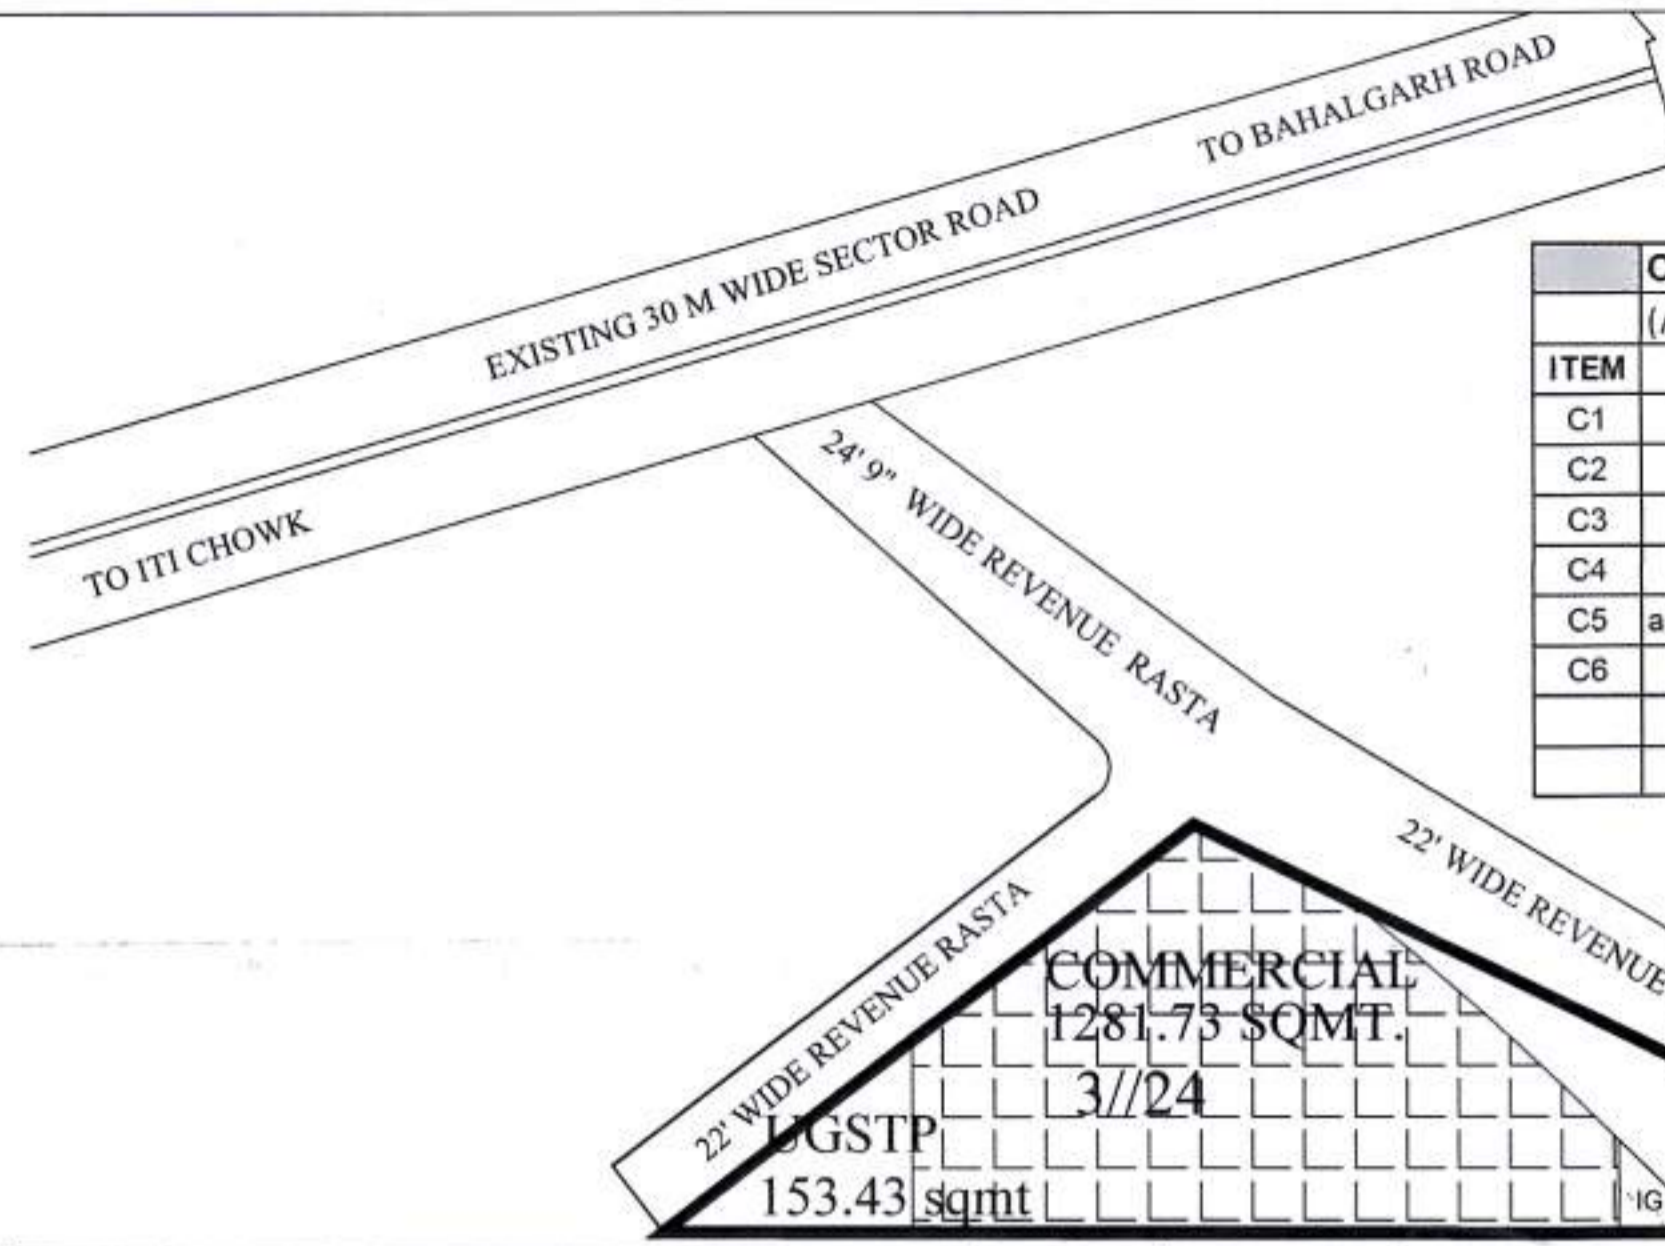 TO BAHALGARH ROAD
EXISTING 30 M WIDE SECTOR ROAD
TO ITI CHOWK
24' 9" WIDE REVENUE RASTA
22' WIDE REVENUE
22' WIDE REVENUE RASTA
COMMERCIAL
1281.73 SQMT.
3//24
UGSTP
153.43 sqmt
IG
ITEM
C1
C2
C3
C4
C5 a
C6